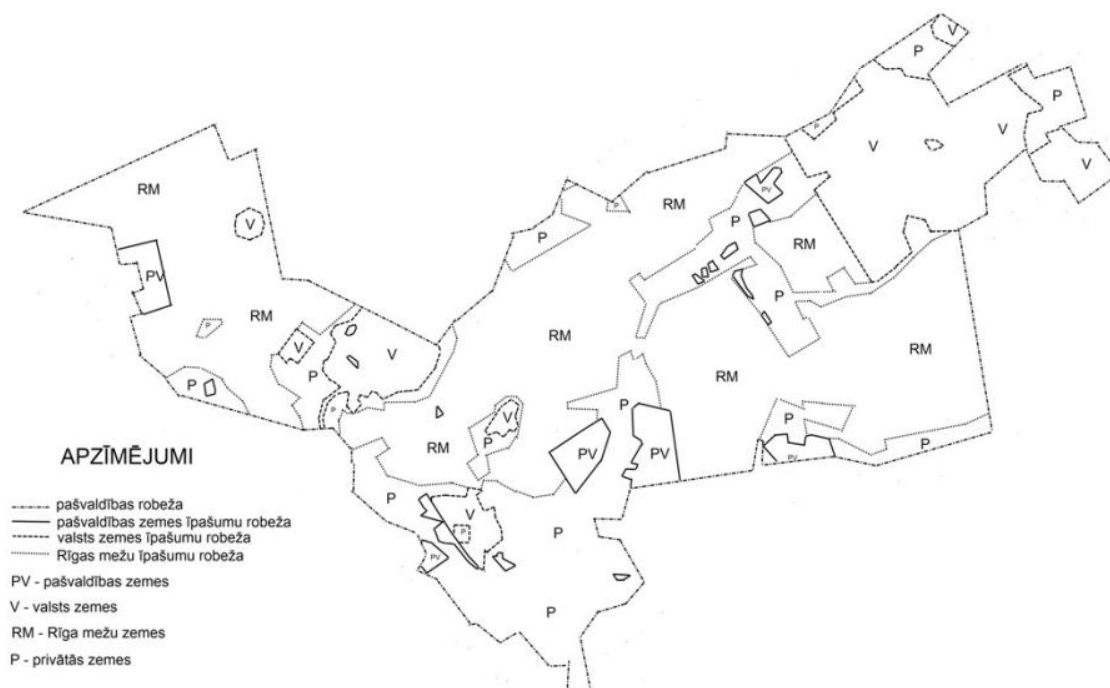 V
P
P
V
P
V
V
V
RM
PV
P
RM
P
V
P
RM
P
PV
P
RM
P
RM
V
V
P
P
P
RM
RM
RM
V
P
RM
P
PV
PV
P
P
PV
P
P
V
P
PV
P
P
APZĪMĒJUMI
pašvaldības robeža
pašvaldības zemes īpašumu robeža
valsts zemes īpašumu robeža
Rīgas mežu īpašumu robeža
PV - pašvaldības zemes
V - valsts zemes
RM - Rīga mežu zemes
P - privātās zemes